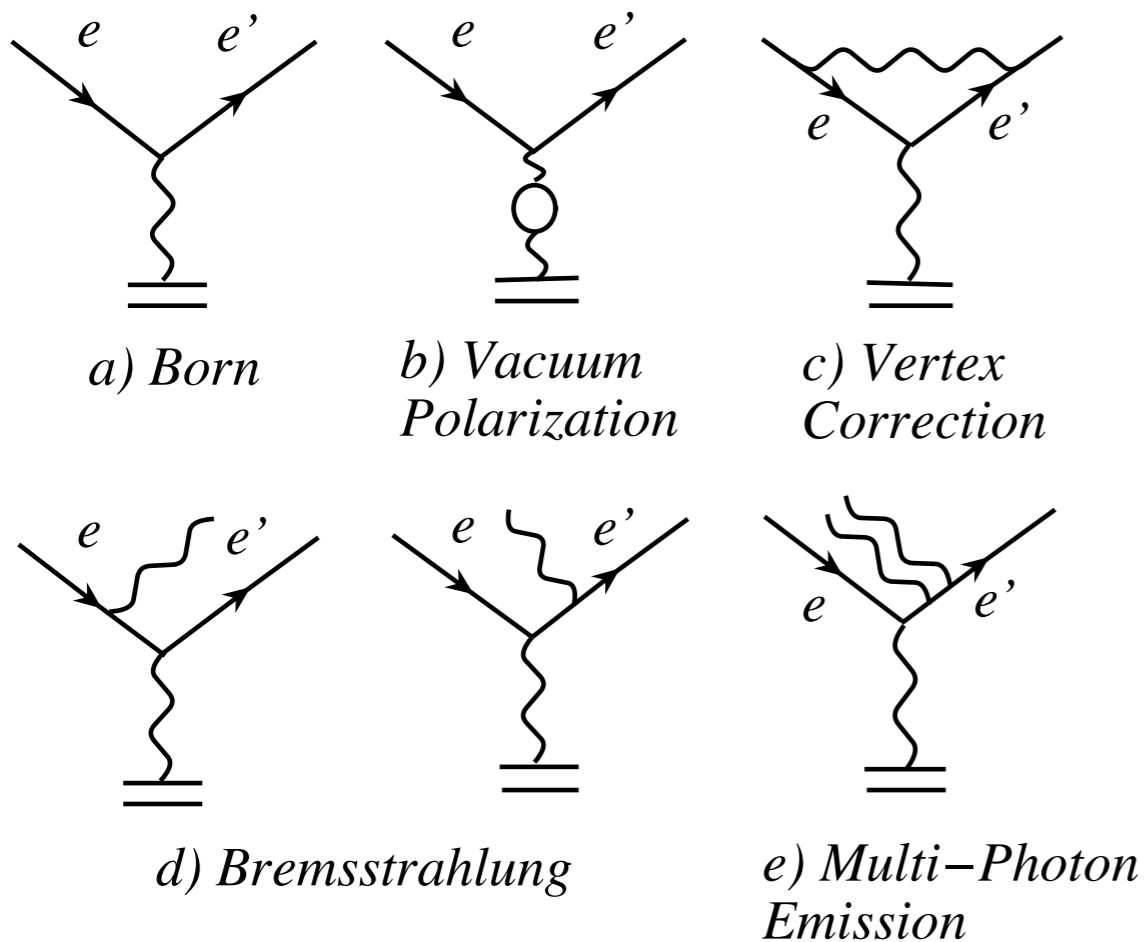 e e’ e e’
e e’
a) Born
b) Vacuum
Polarization
c) Vertex
Correction
e e’ e e’
e e’
d) Bremsstrahlung
e) Multi−Photon
Emission